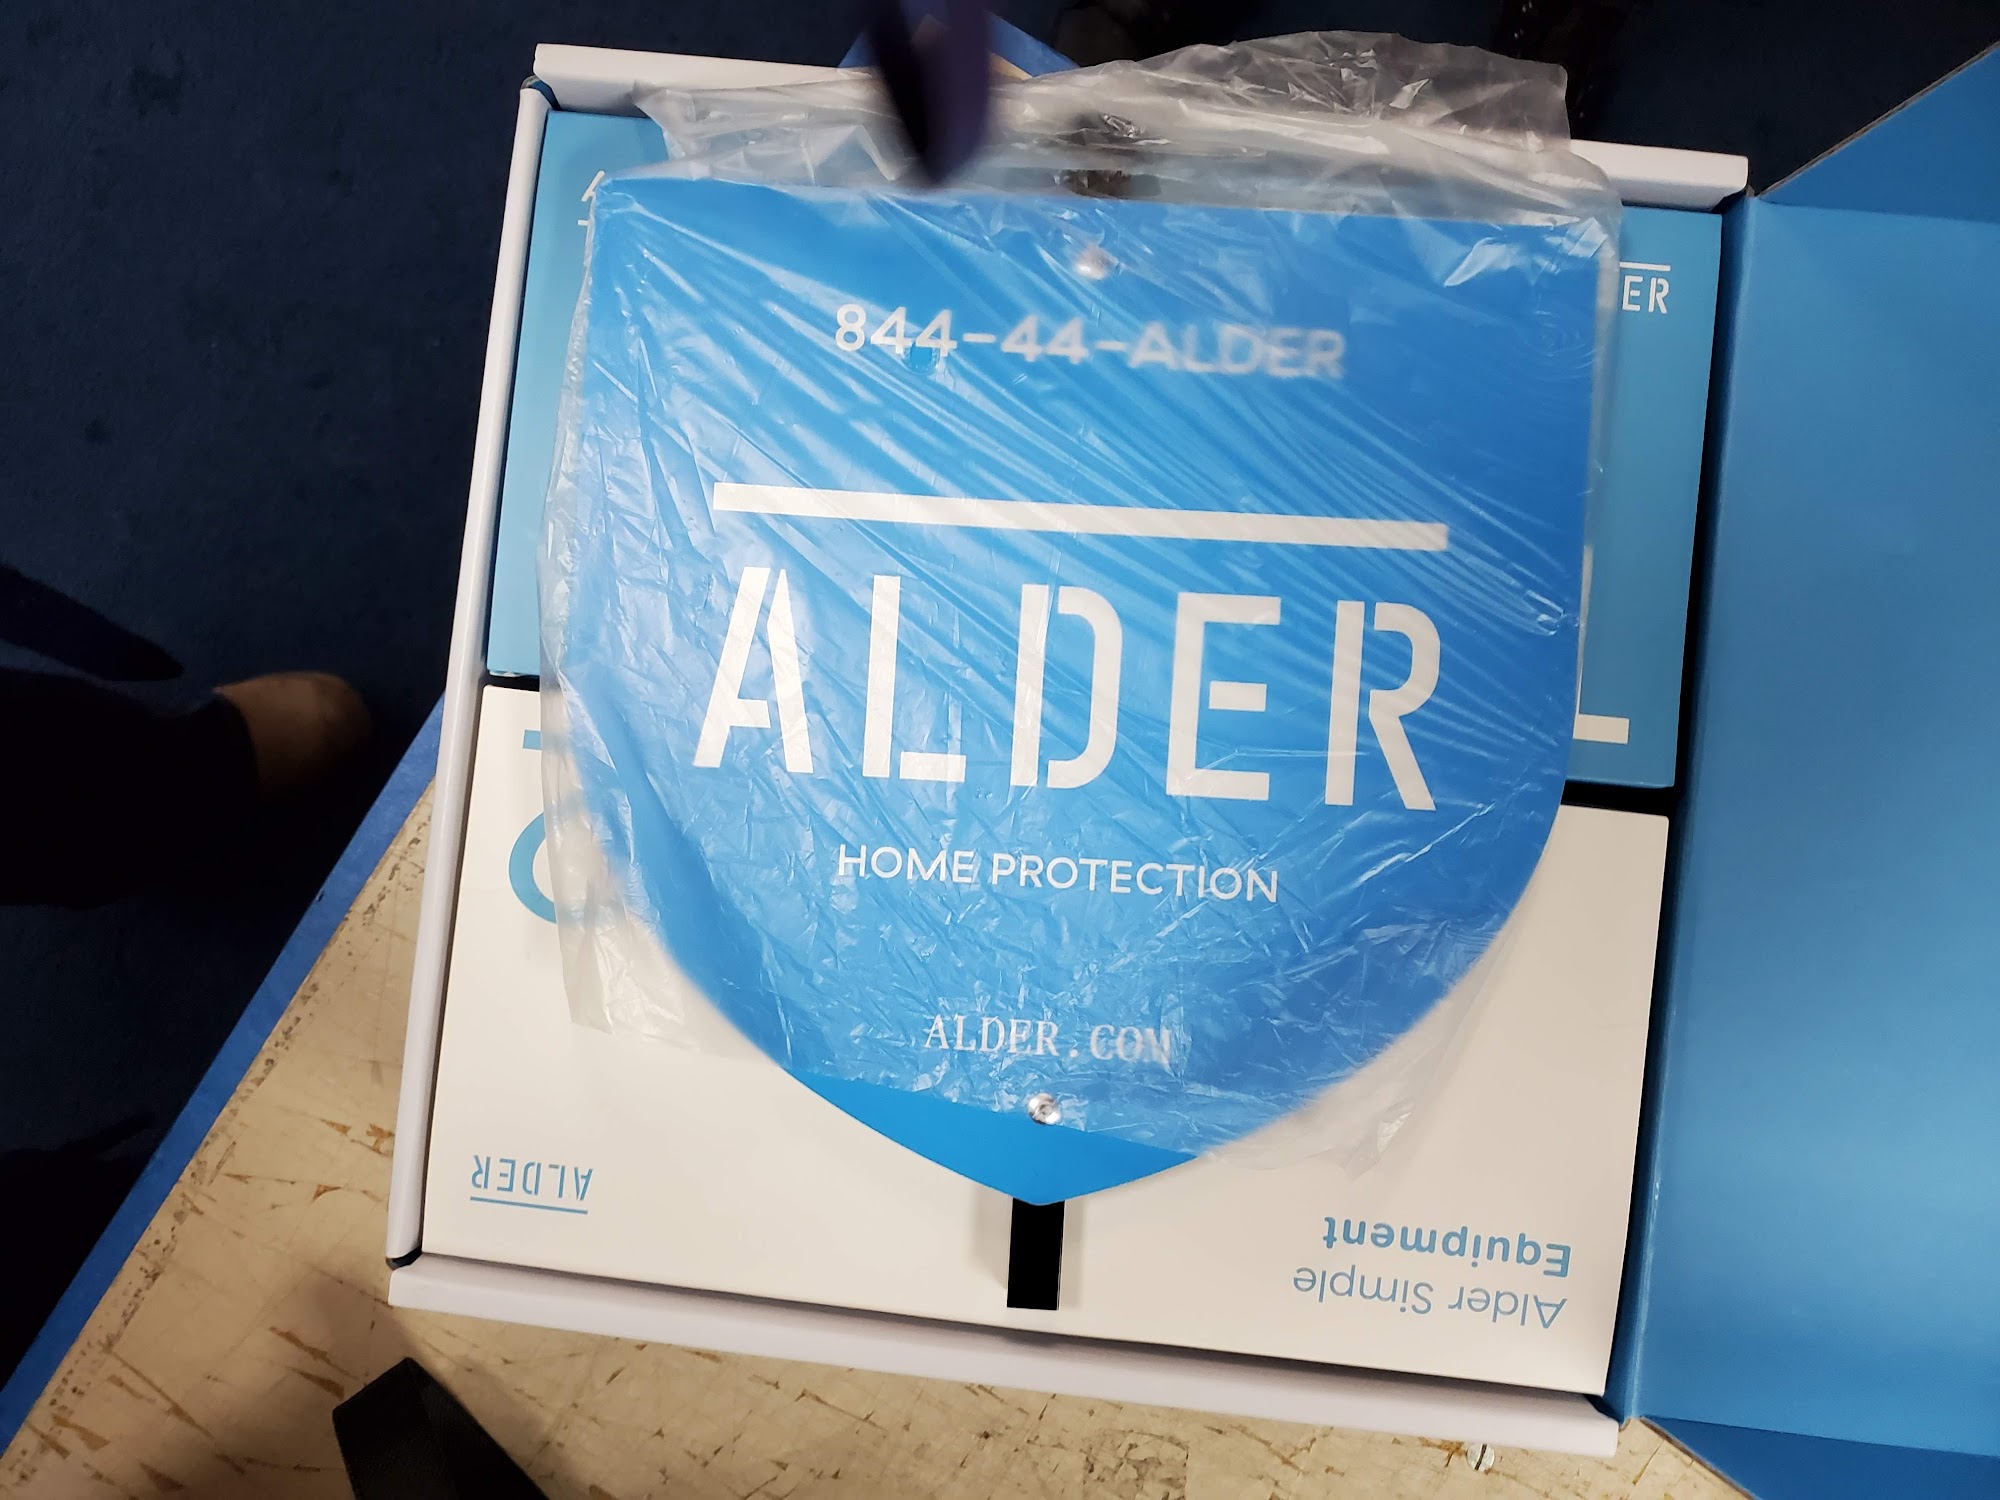 844-44-ALDER
ALDER
HOME PROTECTION
ALDER.COM
ALDER
Alder Simple
Equipment